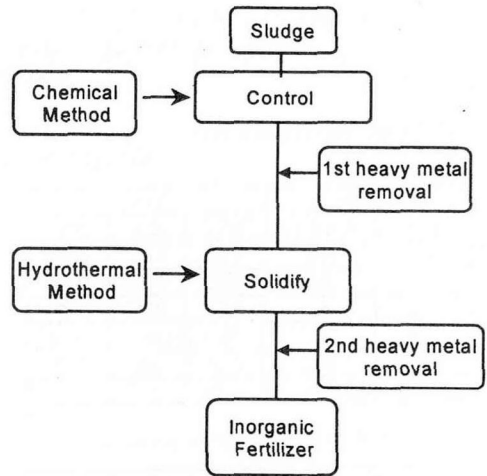 Sludge
Chemical
Method
Control
1st heavy metal
removal
Hydrothermal
Method
Solidify
2nd heavy metal
removal
Inorganic
Fertilizer